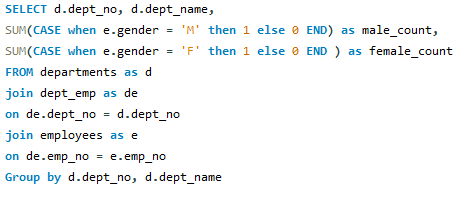 SELECT d.dept_no, d.dept_name,
SUM(CASE when e.gender = 'M' then 1 else 0 END) as male_count,
SUM(CASE when e.gender = 'F' then 1 else 0 END ) as female_count
FROM departments as d
join dept_emp as de
on de.dept_no = d.dept_no
join employees as e
on de.emp_no = e.emp_no
Group by d.dept_no, d.dept_name